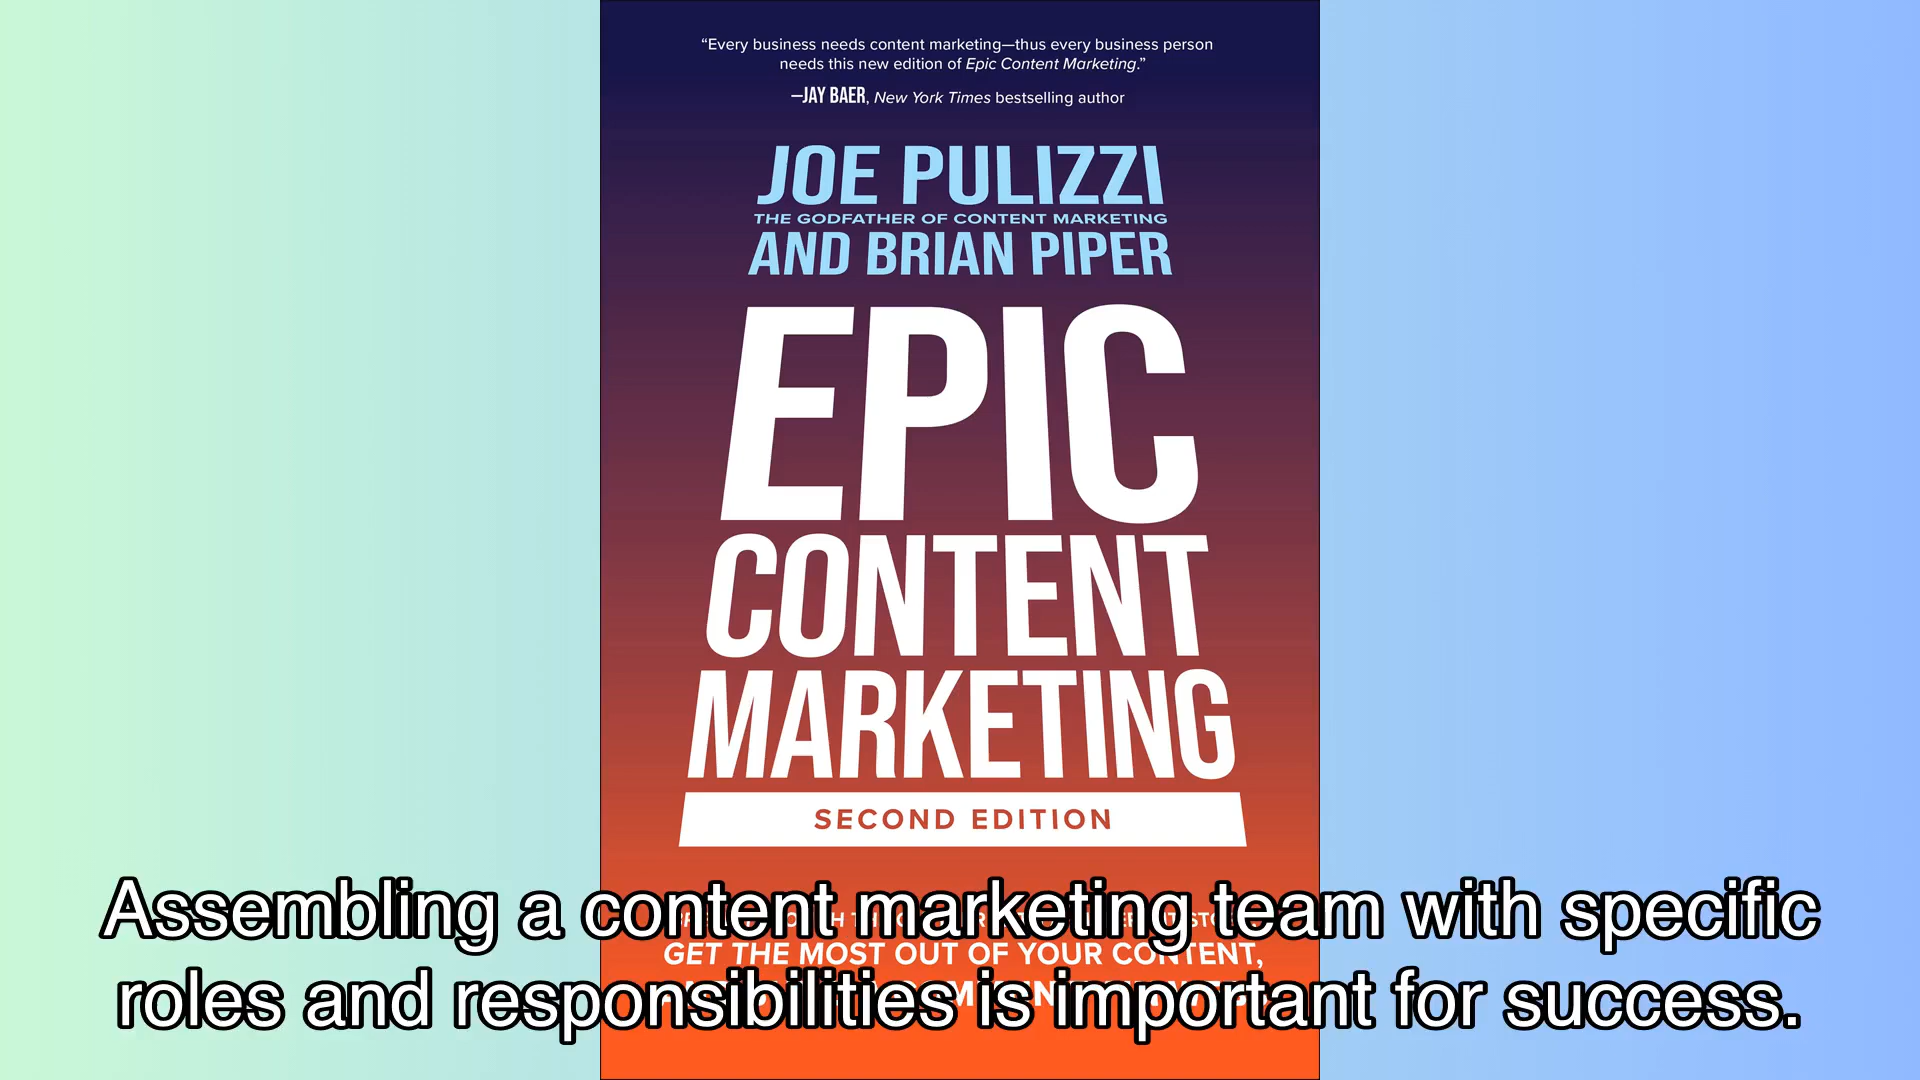 “Every business needs content marketing—thus every business person
needs this new edition of Epic Content Marketing.”
—JAY BAER, New York Times bestselling author
JOE PULIZZI
THE GODFATHER OF CONTENT MARKETING
AND BRIAN PIPER
EPIC
CONTENT
MARKETING
SECOND EDITION
Assembling a content marketing team with specific
GET THE MOST OUT OF YOUR CONTENT,
roles and responsibilities is important for success.